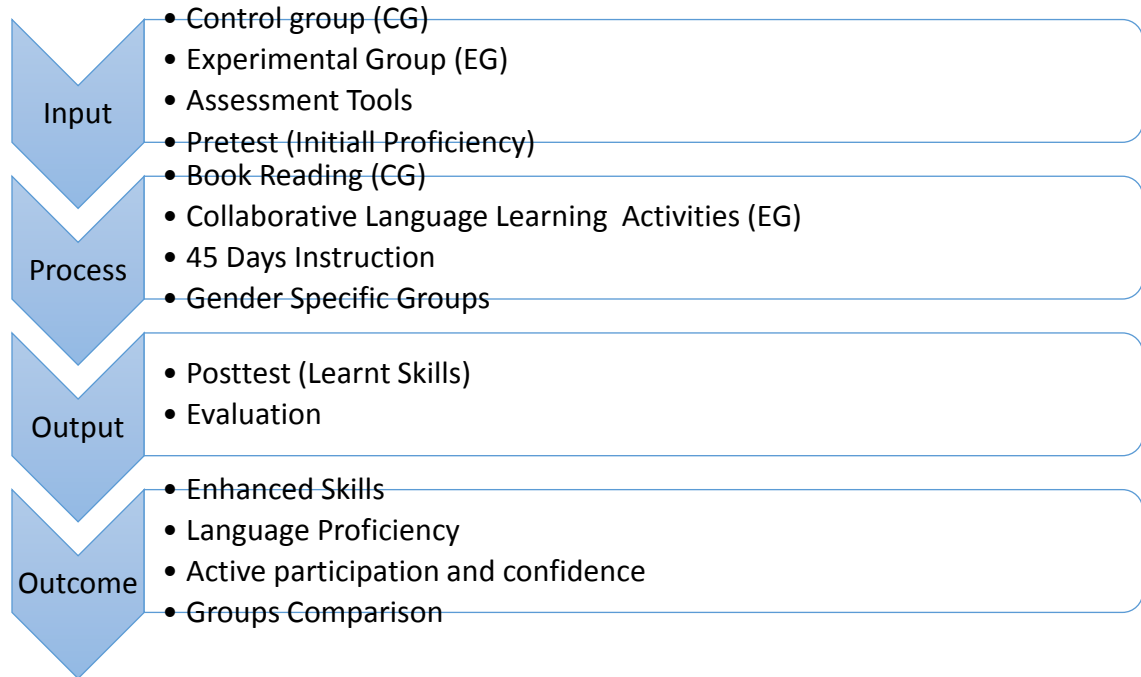 Input
• Control group (CG)
• Experimental Group (EG)
• Assessment Tools
• Pretest (Initiall Proficiency)
Process
• Book Reading (CG)
• Collaborative Language Learning Activities (EG)
• 45 Days Instruction
• Gender Specific Groups
Output
• Posttest (Learnt Skills)
• Evaluation
Outcome
• Enhanced Skills
• Language Proficiency
• Active participation and confidence
• Groups Comparison